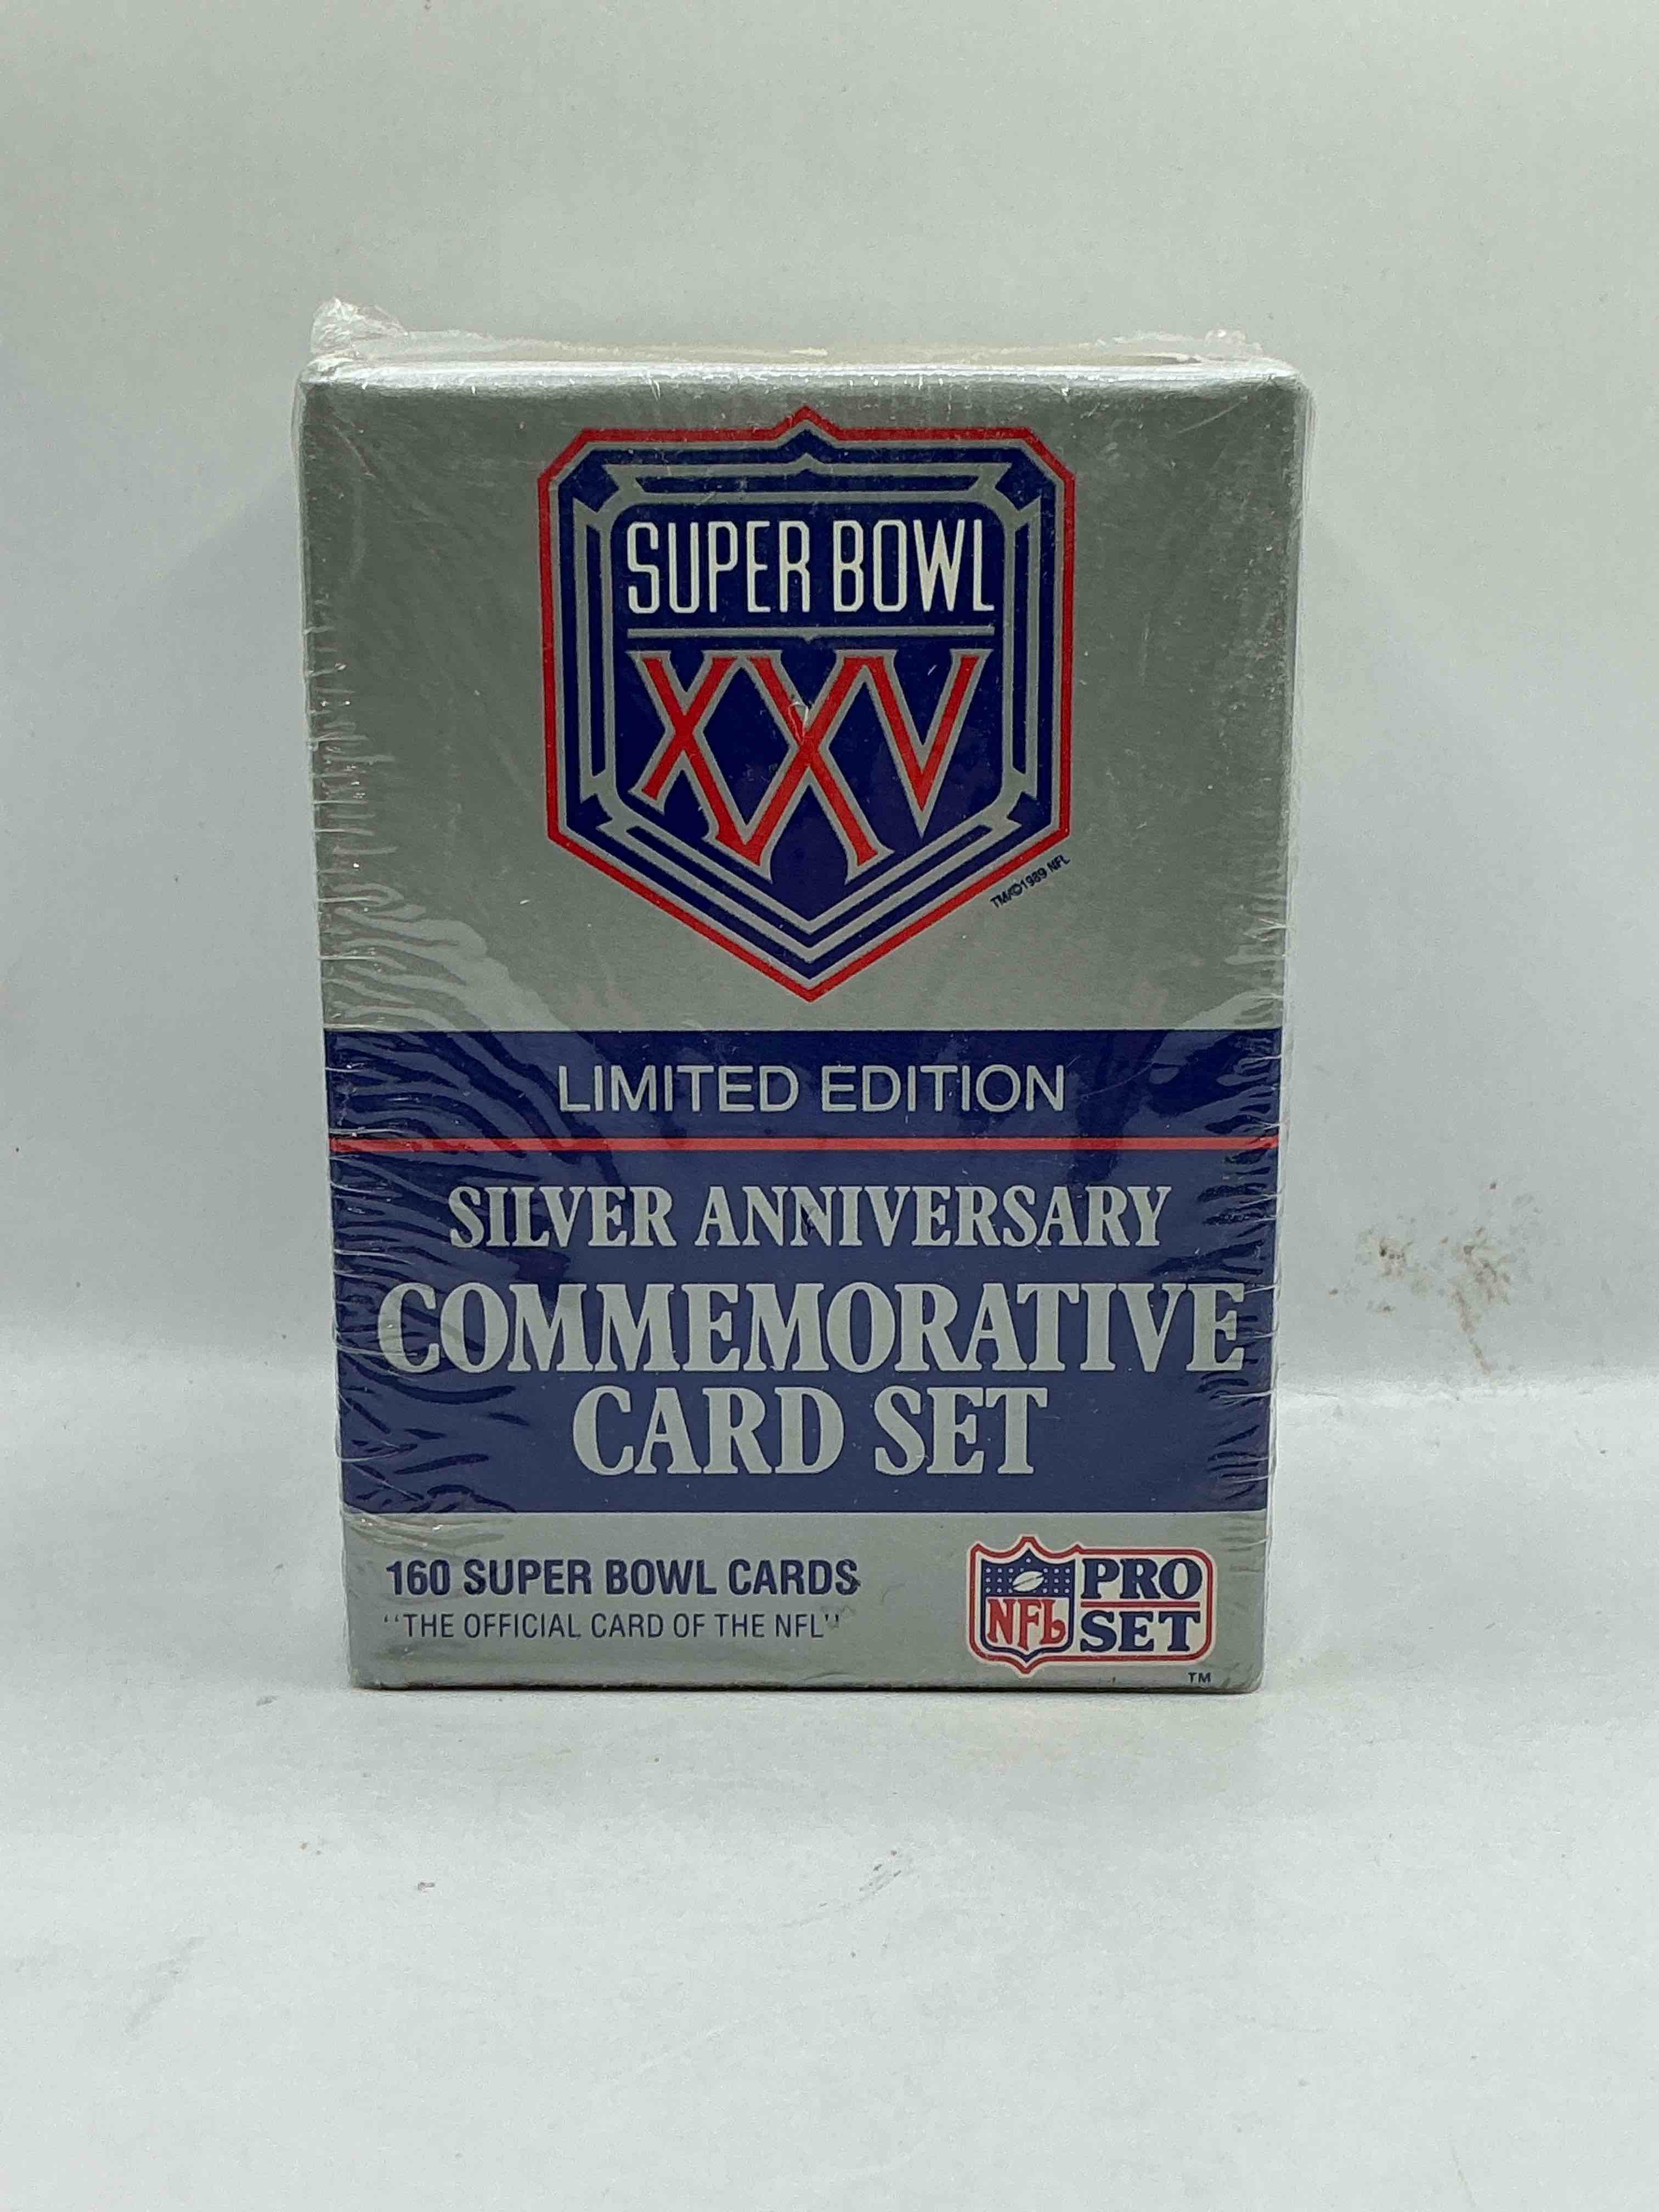 SUPER BOWL
XXV
TM/©1989 NFL
LIMITED EDITION
SILVER ANNIVERSARY
COMMEMORATIVE
CARD SET
160 SUPER BOWL CARDS
“THE OFFICIAL CARD OF THE NFL”
NFL PRO
SET
TM